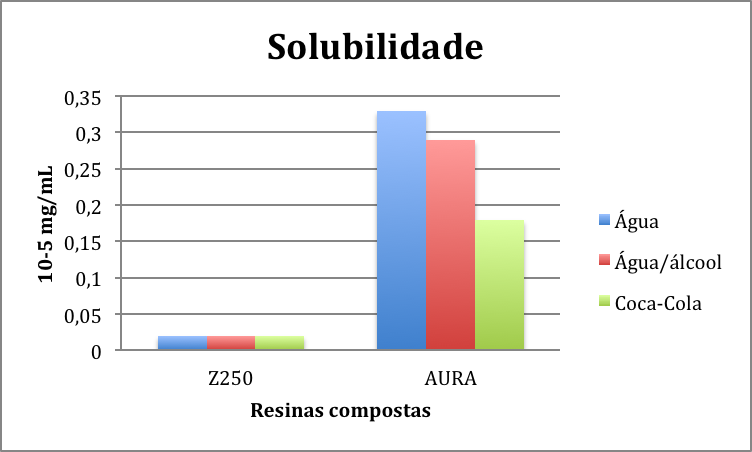 Solubilidade
10-5 mg/mL
0,35
0,3
0,25
0,2
0,15
0,1
0,05
0
Z250
AURA
Resinas compostas
Água
Água/álcool
Coca-Cola